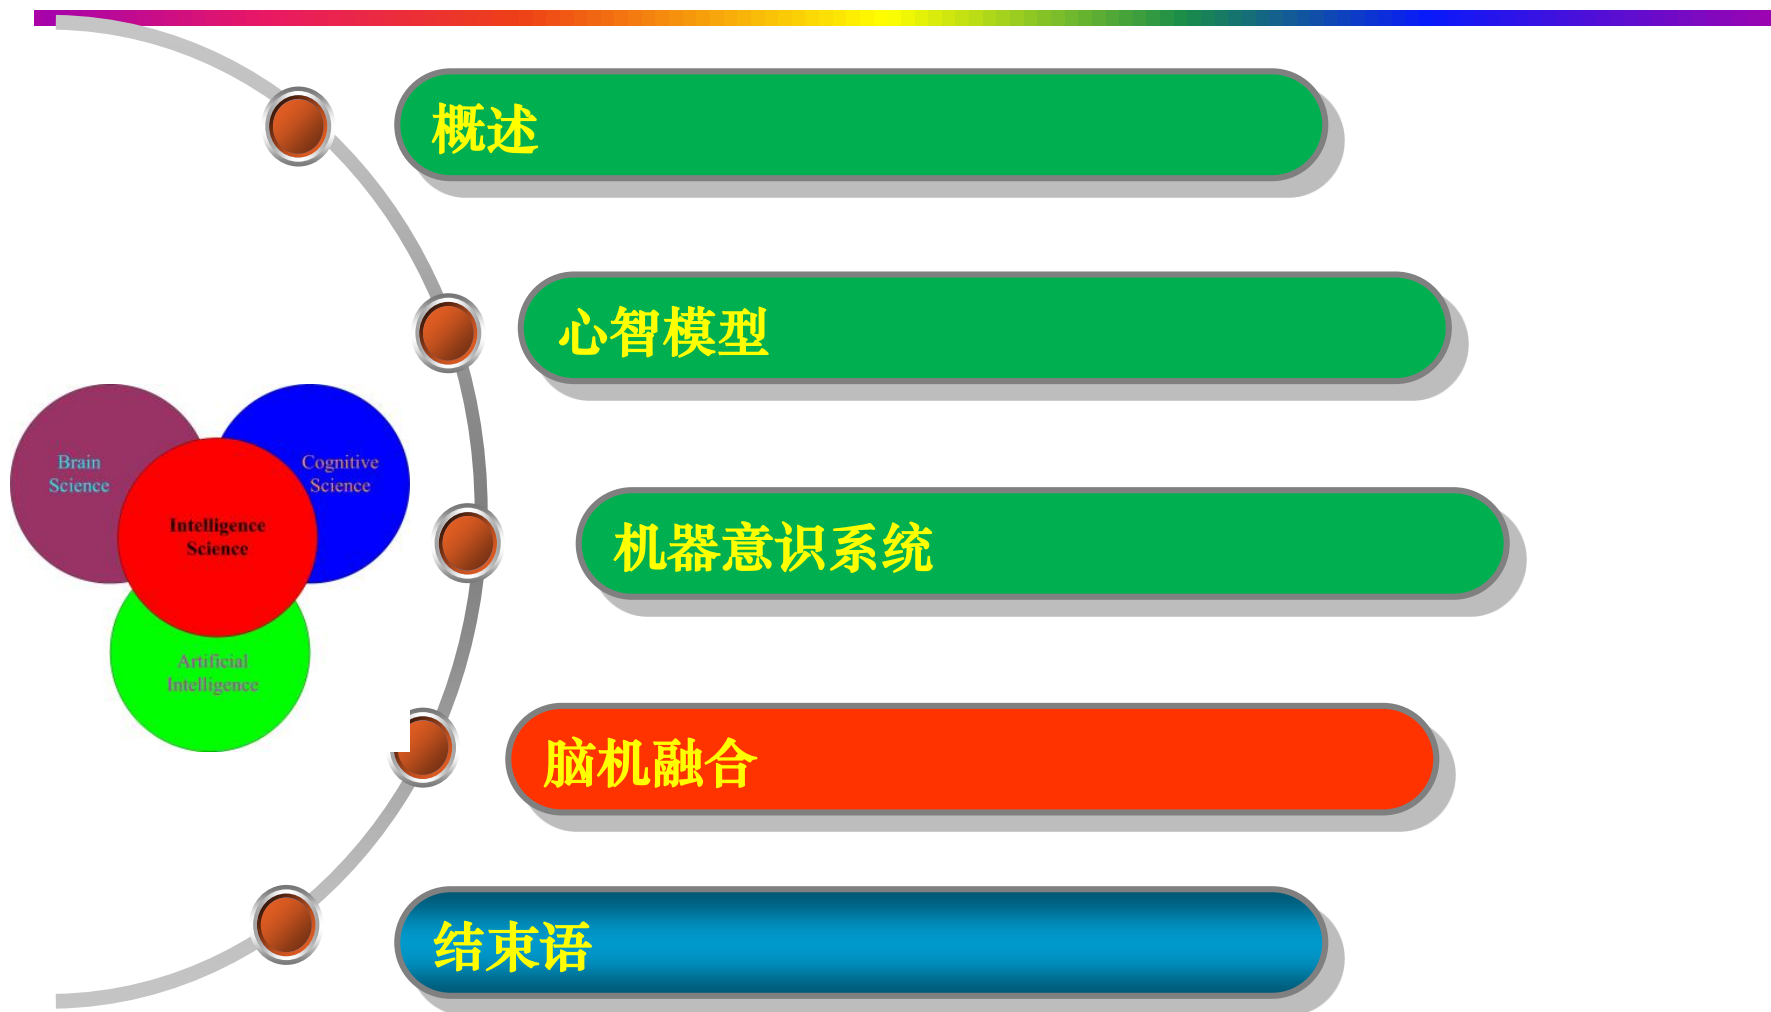 概述
心智模型
Brain
Science
Cognitive
Science
Intelligence
Science
机器意识系统
Artificial
Intelligence
脑机融合
结束语